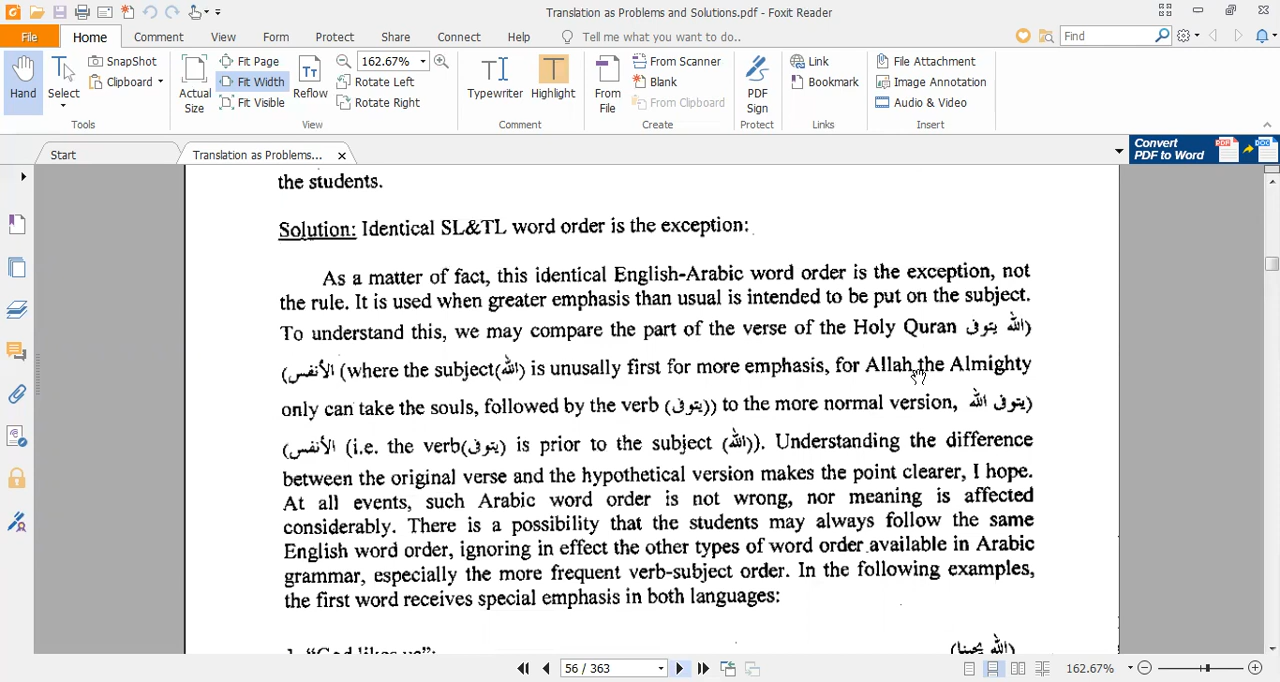 Translation as Problems and Solutions.pdf - Foxit Reader
File Home Comment View Form Protect Share Connect Help Tell me what you want to do.. Find
Hand
Select
SnapShot
Clipboard
Tools
Actual Size
Fit Page
Fit Width
Fit Visible
Reflow
162.67%
Rotate Left
Rotate Right
View
Typewriter
Highlight
Comment
From File
From Scanner
Blank
From Clipboard
Create
PDF Sign
Protect
Link
Bookmark
Links
File Attachment
Image Annotation
Audio & Video
Insert
Start
Translation as Problems...
Convert
PDF to Word
the students.
Solution: Identical SL&TL word order is the exception:
As a matter of fact, this identical English-Arabic word order is the exception, not
the rule. It is used when greater emphasis than usual is intended to be put on the subject.
To understand this, we may compare the part of the verse of the Holy Quran (الله يتوفى
الأنفس) (where the subject(الله) is unusually first for more emphasis, for Allah the Almighty
only can take the souls, followed by the verb (يتوفى)) to the more normal version, (يتوفى الله
الأنفس) (i.e. the verb(يتوفى) is prior to the subject (الله)). Understanding the difference
between the original verse and the hypothetical version makes the point clearer, I hope.
At all events, such Arabic word order is not wrong, nor meaning is affected
considerably. There is a possibility that the students may always follow the same
English word order, ignoring in effect the other types of word order available in Arabic
grammar, especially the more frequent verb-subject order. In the following examples,
the first word receives special emphasis in both languages:
1. "God likes us": (الله يحبنا)
56 / 363
162.67%